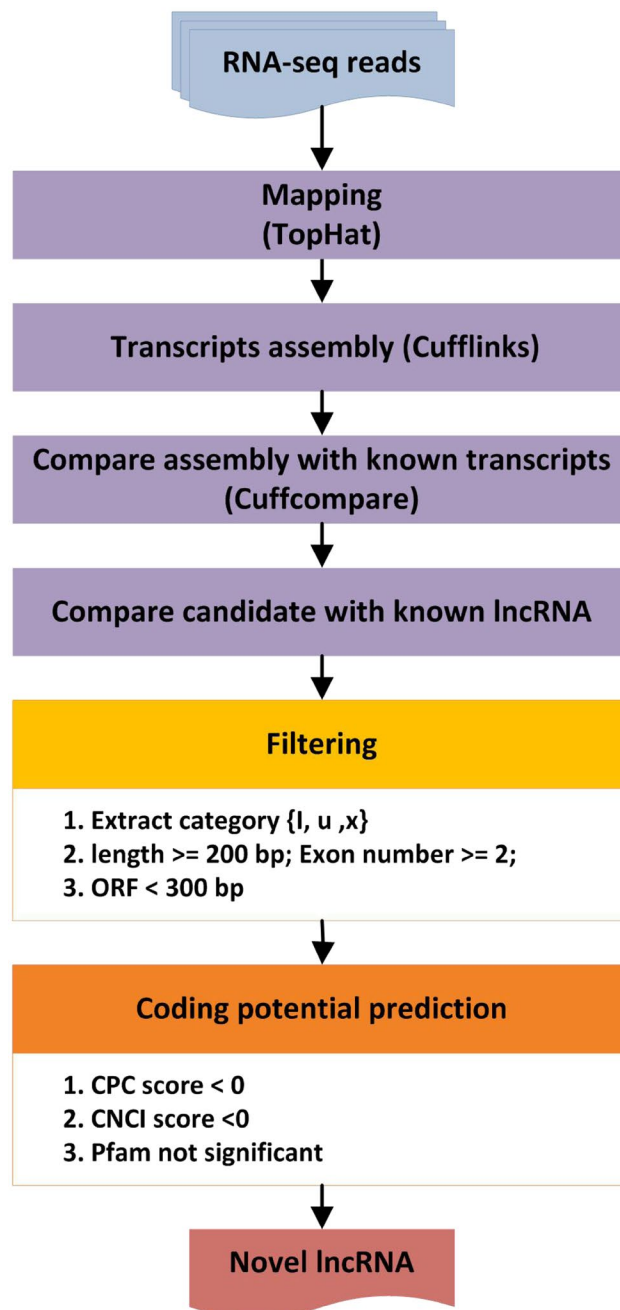 RNA-seq reads
Mapping
(TopHat)
Transcripts assembly (Cufflinks)
Compare assembly with known transcripts
(Cuffcompare)
Compare candidate with known lncRNA
Filtering
1. Extract category {I, u ,x}
2. length >= 200 bp; Exon number >= 2;
3. ORF < 300 bp
Coding potential prediction
1. CPC score < 0
2. CNCI score <0
3. Pfam not significant
Novel lncRNA